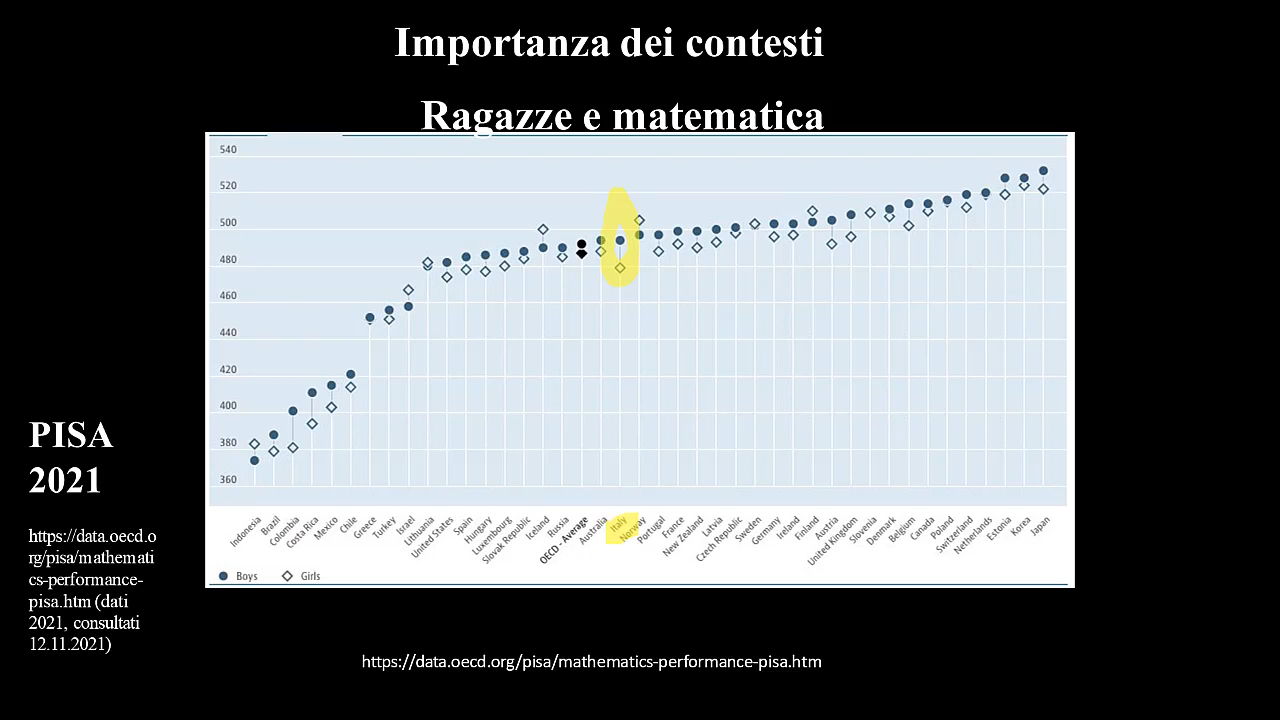 Importanza dei contesti
Ragazze e matematica
540
520
500
480
460
440
420
400
380
360
Indonesia
Brazil
Colombia
Costa Rica
Mexico
Chile
Greece
Turkey
Israel
Lithuania
United States
Spain
Hungary
Luxembourg
Slovak Republic
Iceland
Russia
OECD - Average
Australia
Italy
Norway
Portugal
France
New Zealand
Latvia
Czech Republic
Sweden
Germany
Ireland
Finland
Austria
United Kingdom
Slovenia
Denmark
Belgium
Canada
Poland
Switzerland
Netherlands
Estonia
Korea
Japan
Boys
Girls
PISA
2021
https://data.oecd.o
rg/pisa/mathemati
cs-performance-
pisa.htm (dati
2021, consultati
12.11.2021)
https://data.oecd.org/pisa/mathematics-performance-pisa.htm